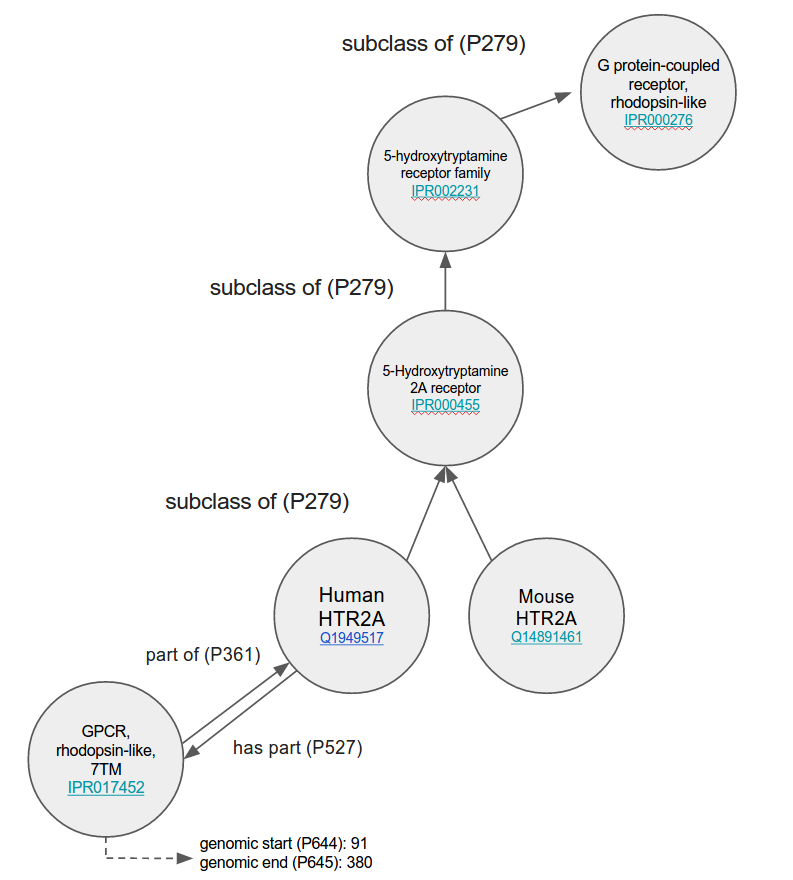 subclass of (P279)
G protein-coupled
receptor,
rhodopsin-like
IPR000276
5-hydroxytryptamine
receptor family
IPR002231
subclass of (P279)
5-Hydroxytryptamine
2A receptor
IPR000455
subclass of (P279)
Human
HTR2A
Q1949517
Mouse
HTR2A
Q14891461
part of (P361)
has part (P527)
GPCR,
rhodopsin-like,
7TM
IPR017452
genomic start (P644): 91
genomic end (P645): 380